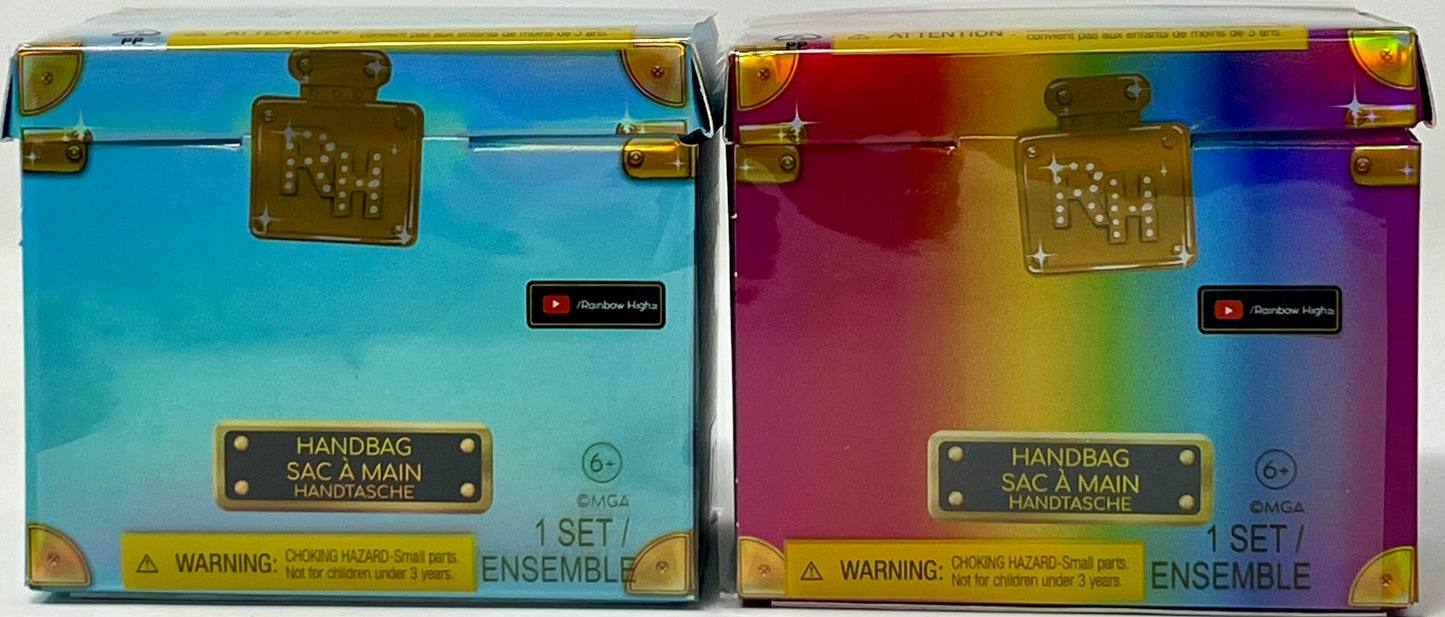 PP
ATTENTION - convient pas aux enfants de moins de 3 ans.
RH
/Rainbow High
HANDBAG
SAC À MAIN
HANDTASCHE
6+
©MGA
1 SET /
ENSEMBLE
WARNING: CHOKING HAZARD-Small parts.
Not for children under 3 years.
PP
ATTENTION - convient pas aux enfants de moins de 3 ans.
RH
/Rainbow High
HANDBAG
SAC À MAIN
HANDTASCHE
6+
©MGA
1 SET /
ENSEMBLE
WARNING: CHOKING HAZARD-Small parts.
Not for children under 3 years.